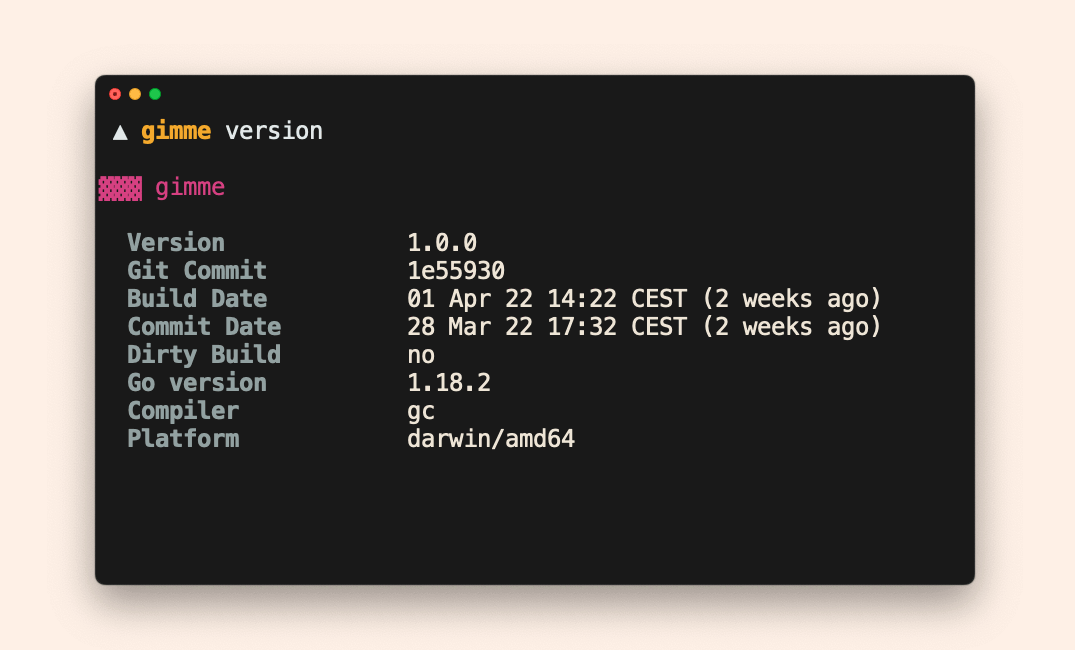 ▲ gimme version
▓▓▓ gimme
Version 1.0.0
Git Commit 1e55930
Build Date 01 Apr 22 14:22 CEST (2 weeks ago)
Commit Date 28 Mar 22 17:32 CEST (2 weeks ago)
Dirty Build no
Go version 1.18.2
Compiler gc
Platform darwin/amd64